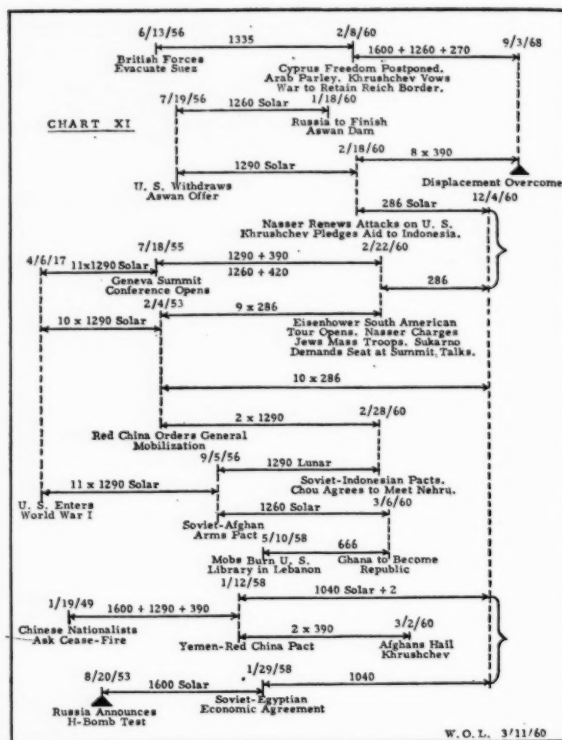 6/13/56 2/8/60 9/3/68
1335 1600 + 1260 + 270
British Forces
Evacuate Suez
Cyprus Freedom Postponed.
Arab Parley. Khrushchev Vows
War to Retain Reich Border.
7/19/56 1260 Solar 1/18/60
CHART XI
Russia to Finish
Aswan Dam
2/18/60 8 x 390
1290 Solar
U. S. Withdraws
Aswan Offer
Displacement Overcome
286 Solar 12/4/60
Nasser Renews Attacks on U. S.
Khrushchev Pledges Aid to Indonesia.
4/6/17 11x1290 Solar 7/18/55 1290 + 390 2/22/60
1260 + 420
Geneva Summit
Conference Opens
286
2/4/53
10 x 1290 Solar 9 x 286
Eisenhower South American
Tour Opens. Nasser Charges
Jews Mass Troops. Sukarno
Demands Seat at Summit Talks.
10 x 286
2 x 1290 2/28/60
Red China Orders General
Mobilization
9/5/56 1290 Lunar
Soviet-Indonesian Pacts.
Chou Agrees to Meet Nehru.
11 x 1290 Solar
U. S. Enters
World War I
1260 Solar 3/6/60
Soviet-Afghan
Arms Pact
5/10/58 666
Mobs Burn U. S.
Library in Lebanon
Ghana to Become
Republic
1/12/58 1040 Solar + 2
1/19/49 1600 + 1290 + 390
Chinese Nationalists
Ask Cease-Fire
2 x 390 3/2/60
Yemen-Red China Pact
Afghans Hail
Khrushchev
8/20/53 1/29/58 1040
1600 Solar
Russia Announces
H-Bomb Test
Soviet-Egyptian
Economic Agreement
W. O. L. 3/11/60